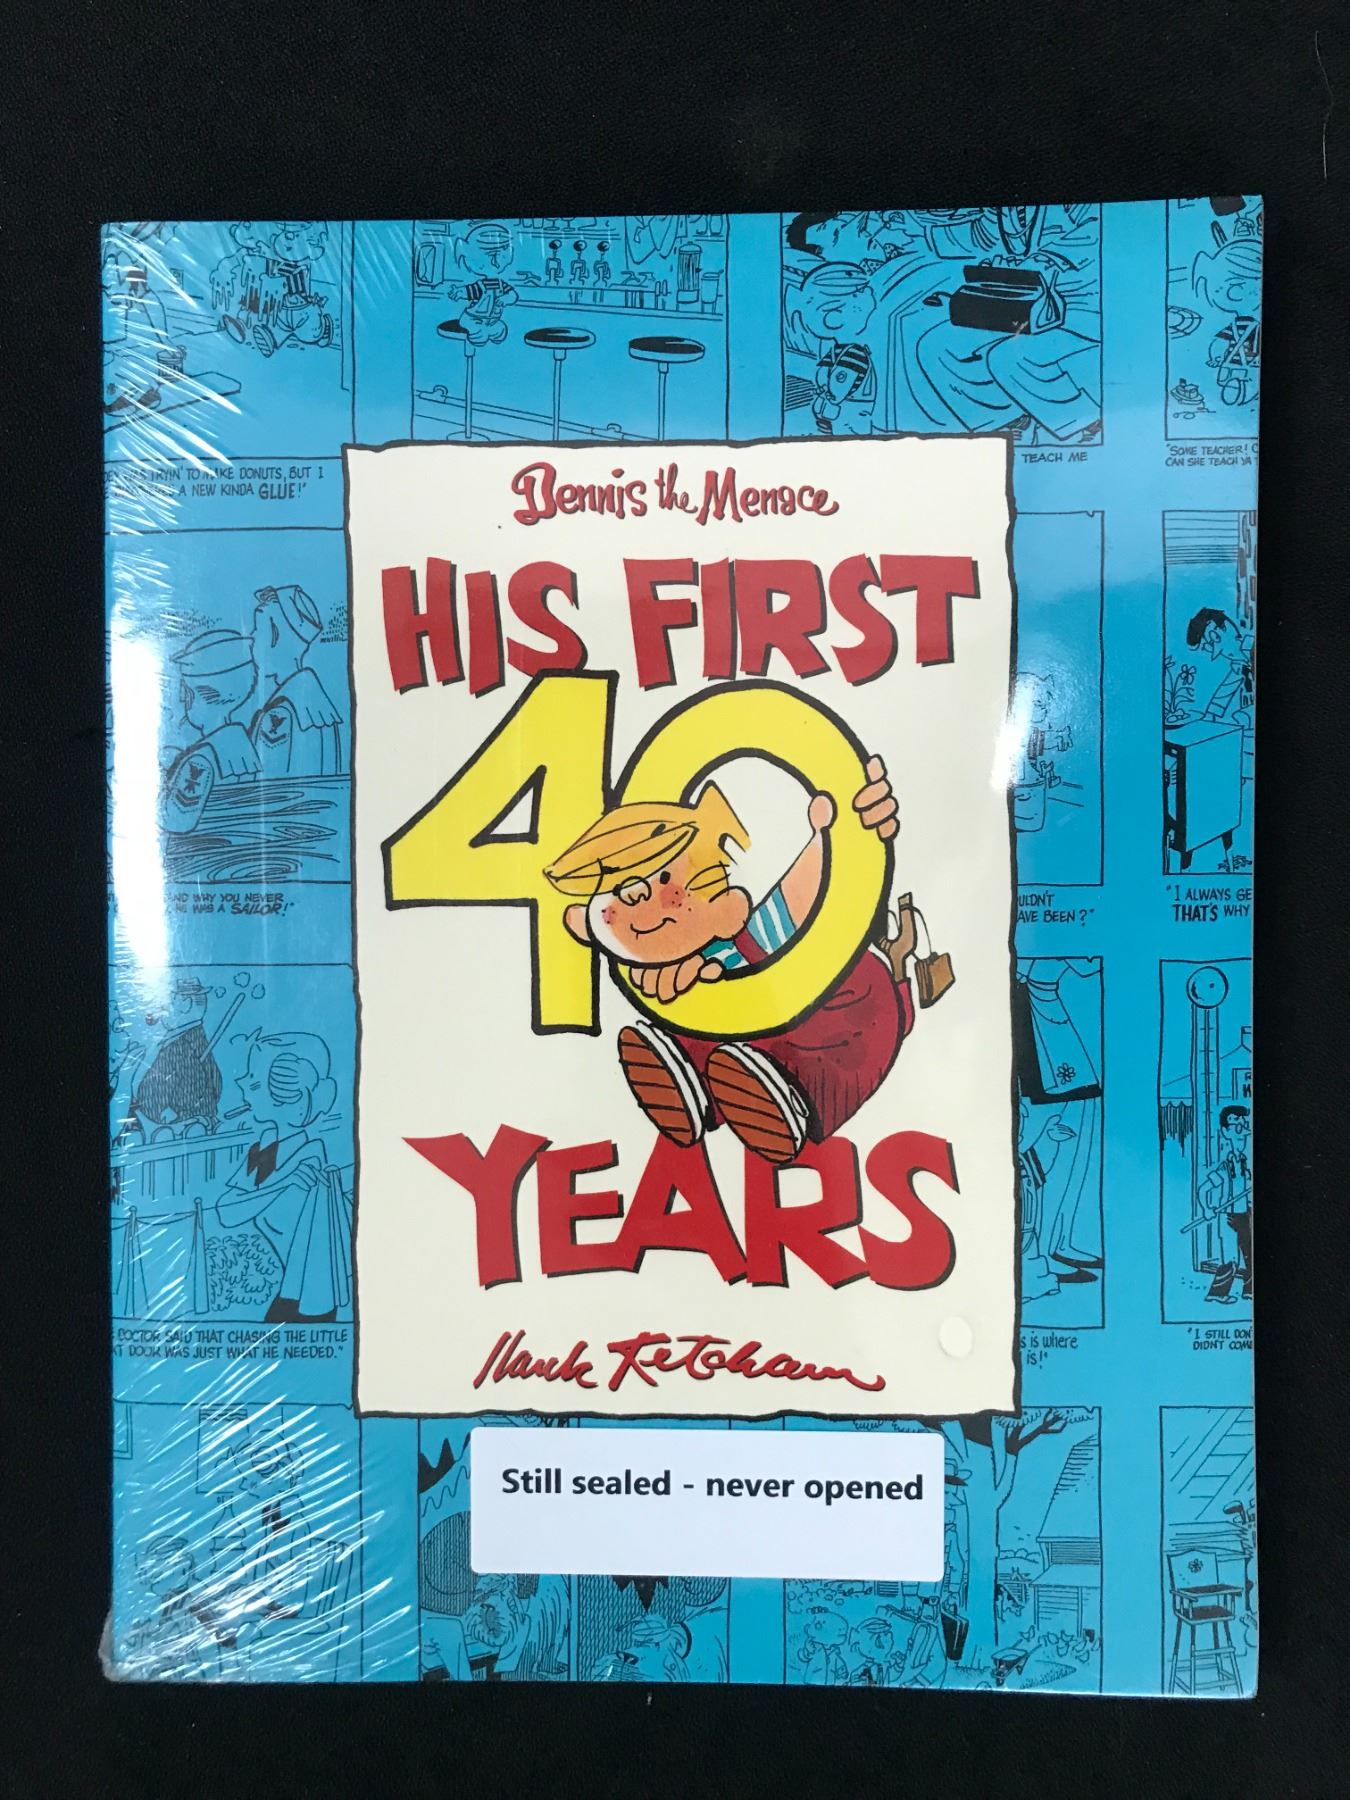 TEACH ME
"SOME TEACHER!
CAN SHE TEACH YA
TRYIN' TO MAKE DONUTS, BUT I
A NEW KINDA GLUE!"
Dennis the Menace
HIS FIRST
40
YEARS
Hank Ketcham
AND WHY YOU NEVER
WAS A SAILOR!"
AVE BEEN?"
"I ALWAYS GE
THAT'S WHY
DOCTOR SAID THAT CHASING THE LITTLE
DOOR WAS JUST WHAT HE NEEDED."
is where
is!"
"I STILL DON'
DIDN'T COME
Still sealed - never opened